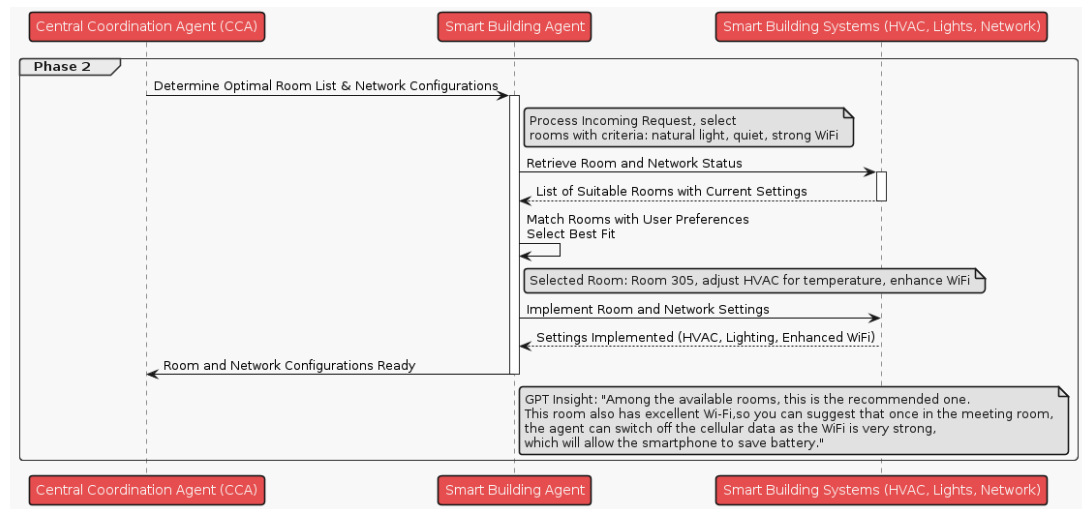 Central Coordination Agent (CCA)
Smart Building Agent
Smart Building Systems (HVAC, Lights, Network)
Phase 2
Determine Optimal Room List & Network Configurations
Process Incoming Request, select
rooms with criteria: natural light, quiet, strong WiFi
Retrieve Room and Network Status
List of Suitable Rooms with Current Settings
Match Rooms with User Preferences
Select Best Fit
Selected Room: Room 305, adjust HVAC for temperature, enhance WiFi
Implement Room and Network Settings
Settings Implemented (HVAC, Lighting, Enhanced WiFi)
Room and Network Configurations Ready
GPT Insight: "Among the available rooms, this is the recommended one.
This room also has excellent Wi-Fi,so you can suggest that once in the meeting room,
the agent can switch off the cellular data as the WiFi is very strong,
which will allow the smartphone to save battery."
Central Coordination Agent (CCA)
Smart Building Agent
Smart Building Systems (HVAC, Lights, Network)